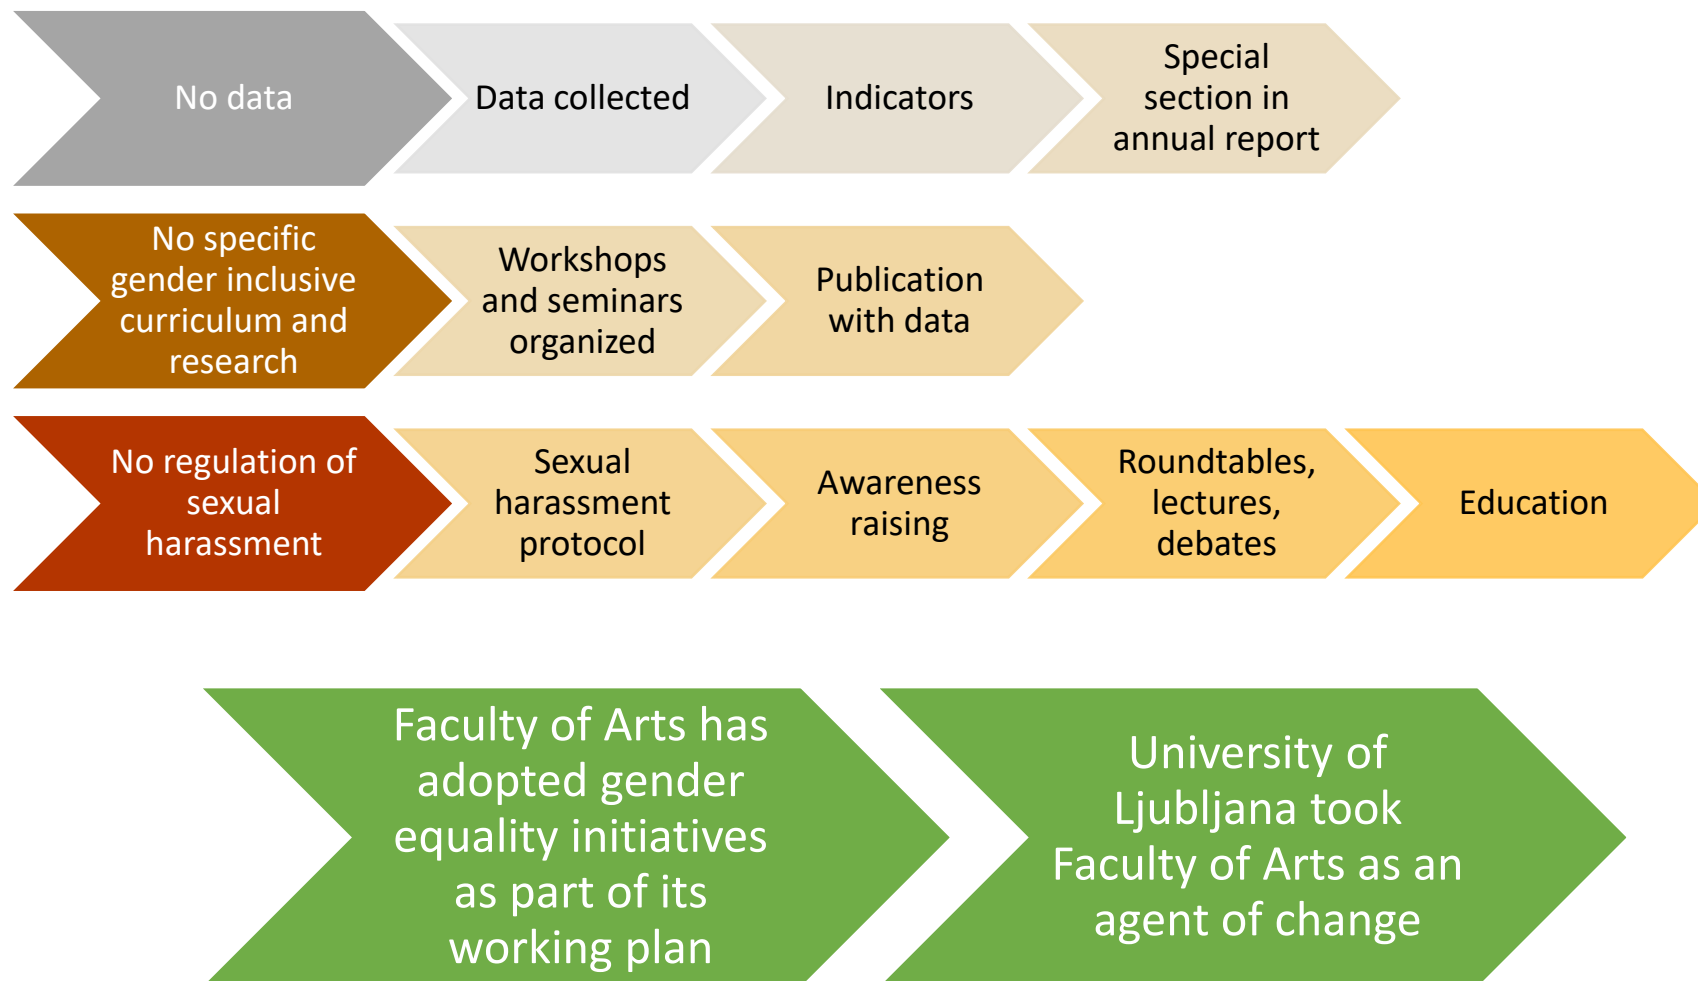 No data
Data collected
Indicators
Special
section in
annual report
No specific
gender inclusive
curriculum and
research
Workshops
and seminars
organized
Publication
with data
No regulation of
sexual
harassment
Sexual
harassment
protocol
Awareness
raising
Roundtables,
lectures,
debates
Education
Faculty of Arts has
adopted gender
equality initiatives
as part of its
working plan
University of
Ljubljana took
Faculty of Arts as an
agent of change